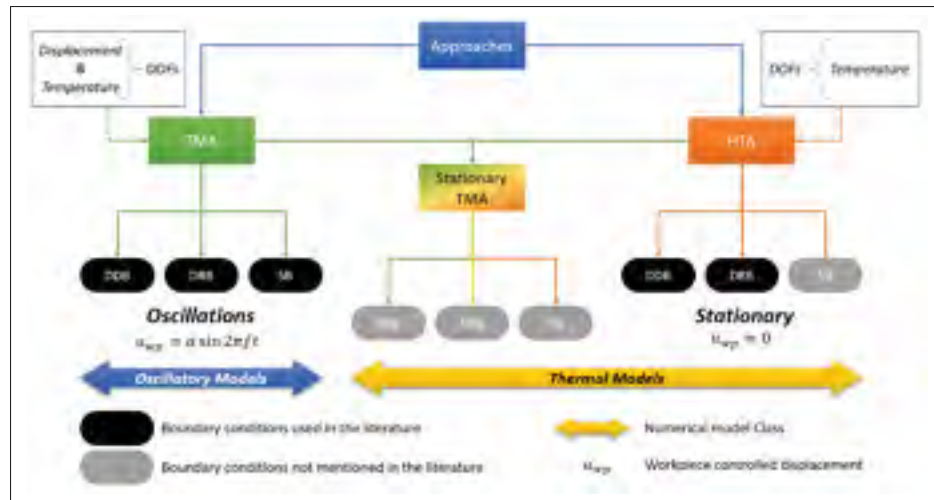 Approaches
Displacement
&
Temperature
- DOFs
DOFs -
Temperature
TMA
HTA
Stationary
TMA
DDB
DRB
SB
DDB
DRB
Oscillations
u_wp = a sin 2πft
Stationary
u_wp = 0
Oscillatory Models
Thermal Models
Boundary conditions used in the literature
Numerical model Class
Boundary conditions not mentioned in the literature
u_wp
Workpiece controlled displacement